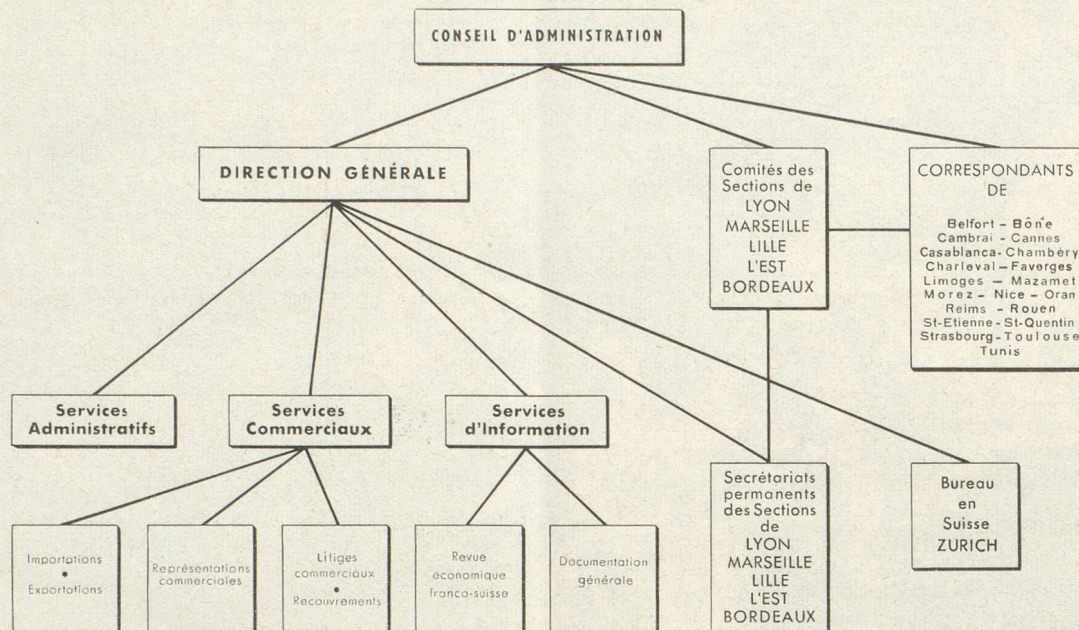 CONSEIL D'ADMINISTRATION
DIRECTION GÉNÉRALE
Comités des
Sections de
LYON
MARSEILLE
LILLE
L'EST
BORDEAUX
CORRESPONDANTS
DE
Belfort - Bône
Cambrai - Cannes
Casablanca - Chambéry
Charleval - Faverges
Limoges - Mazamet
Morez - Nice - Oran
Reims - Rouen
St-Etienne - St-Quentin
Strasbourg - Toulouse
Tunis
Services
Administratifs
Services
Commerciaux
Services
d'Information
Secrétariats
permanents
des Sections
de
LYON
MARSEILLE
LILLE
L'EST
BORDEAUX
Bureau
en
Suisse
ZURICH
Importations
•
Exportations
Représentations
commerciales
Litiges
commerciaux
•
Recouvrements
Revue
économique
franco-suisse
Documentation
générale